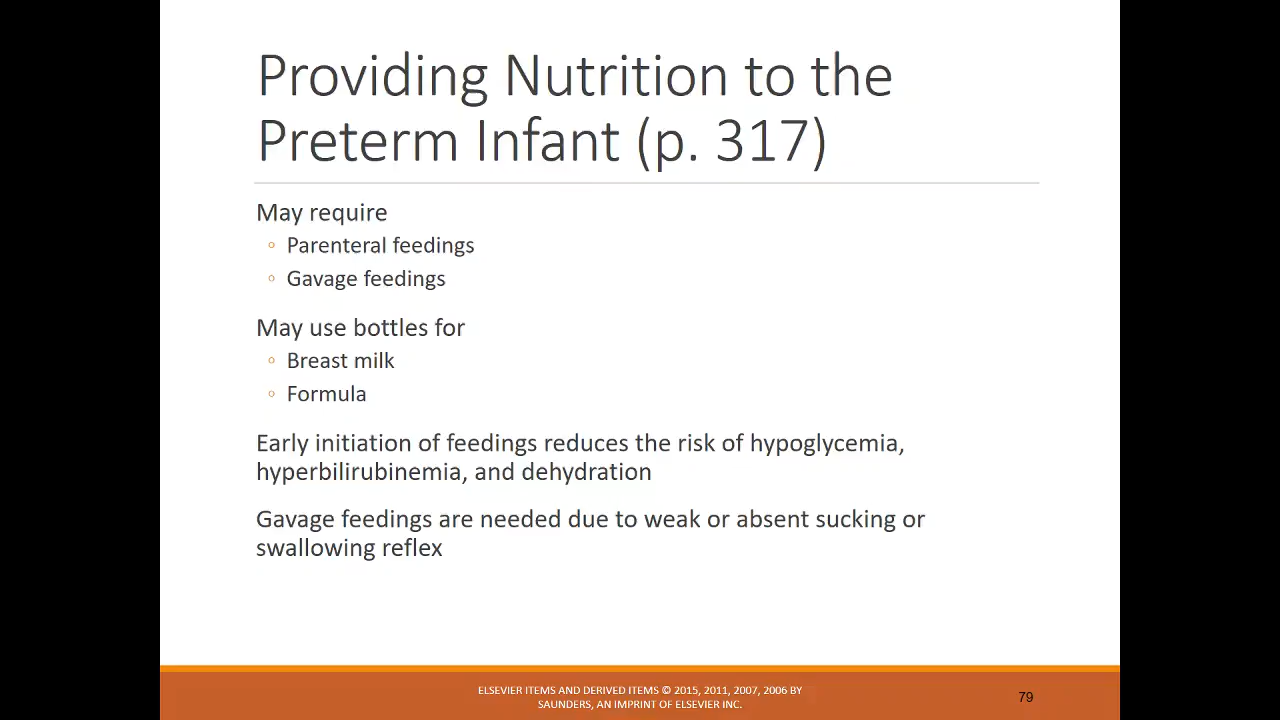 Providing Nutrition to the
Preterm Infant (p. 317)
May require
◦ Parenteral feedings
◦ Gavage feedings
May use bottles for
◦ Breast milk
◦ Formula
Early initiation of feedings reduces the risk of hypoglycemia,
hyperbilirubinemia, and dehydration
Gavage feedings are needed due to weak or absent sucking or
swallowing reflex
ELSEVIER ITEMS AND DERIVED ITEMS © 2015, 2011, 2007, 2006 BY
SAUNDERS, AN IMPRINT OF ELSEVIER INC.
79